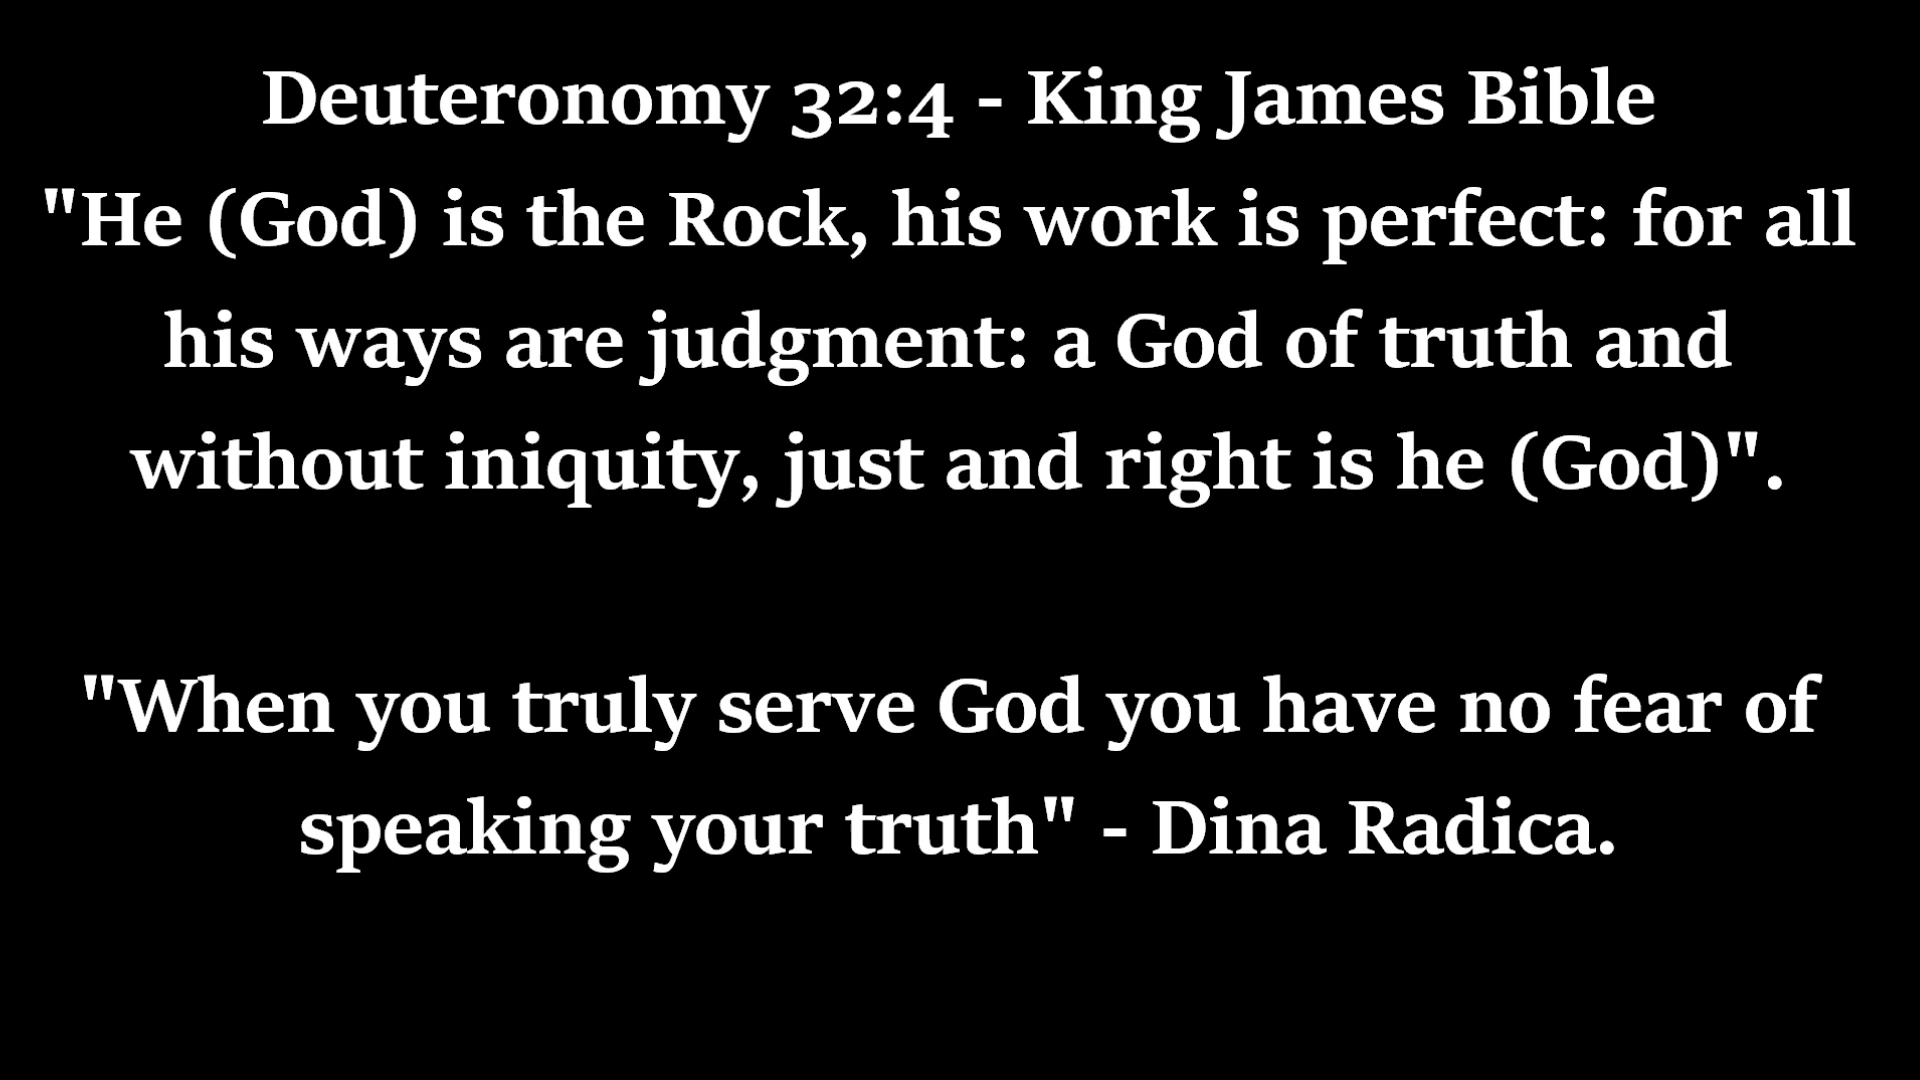 Deuteronomy 32:4 - King James Bible
"He (God) is the Rock, his work is perfect: for all
his ways are judgment: a God of truth and
without iniquity, just and right is he (God)".
"When you truly serve God you have no fear of
speaking your truth" - Dina Radica.